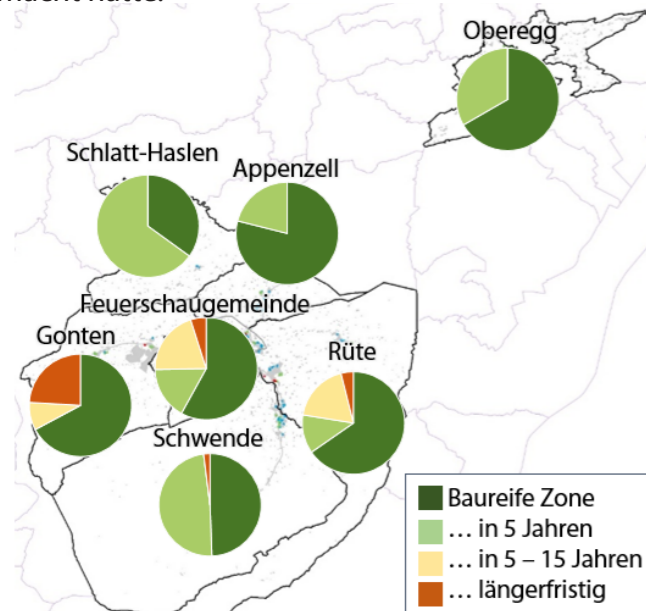 Oberegg
Schlatt-Haslen
Appenzell
Feuerschaugemeinde
Gonten
Rüte
Schwende
Baureife Zone
... in 5 Jahren
... in 5 – 15 Jahren
... längerfristig